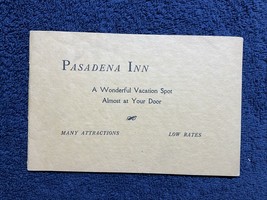 PASADENA INN
A Wonderful Vacation Spot
Almost at Your Door
MANY ATTRACTIONS LOW RATES